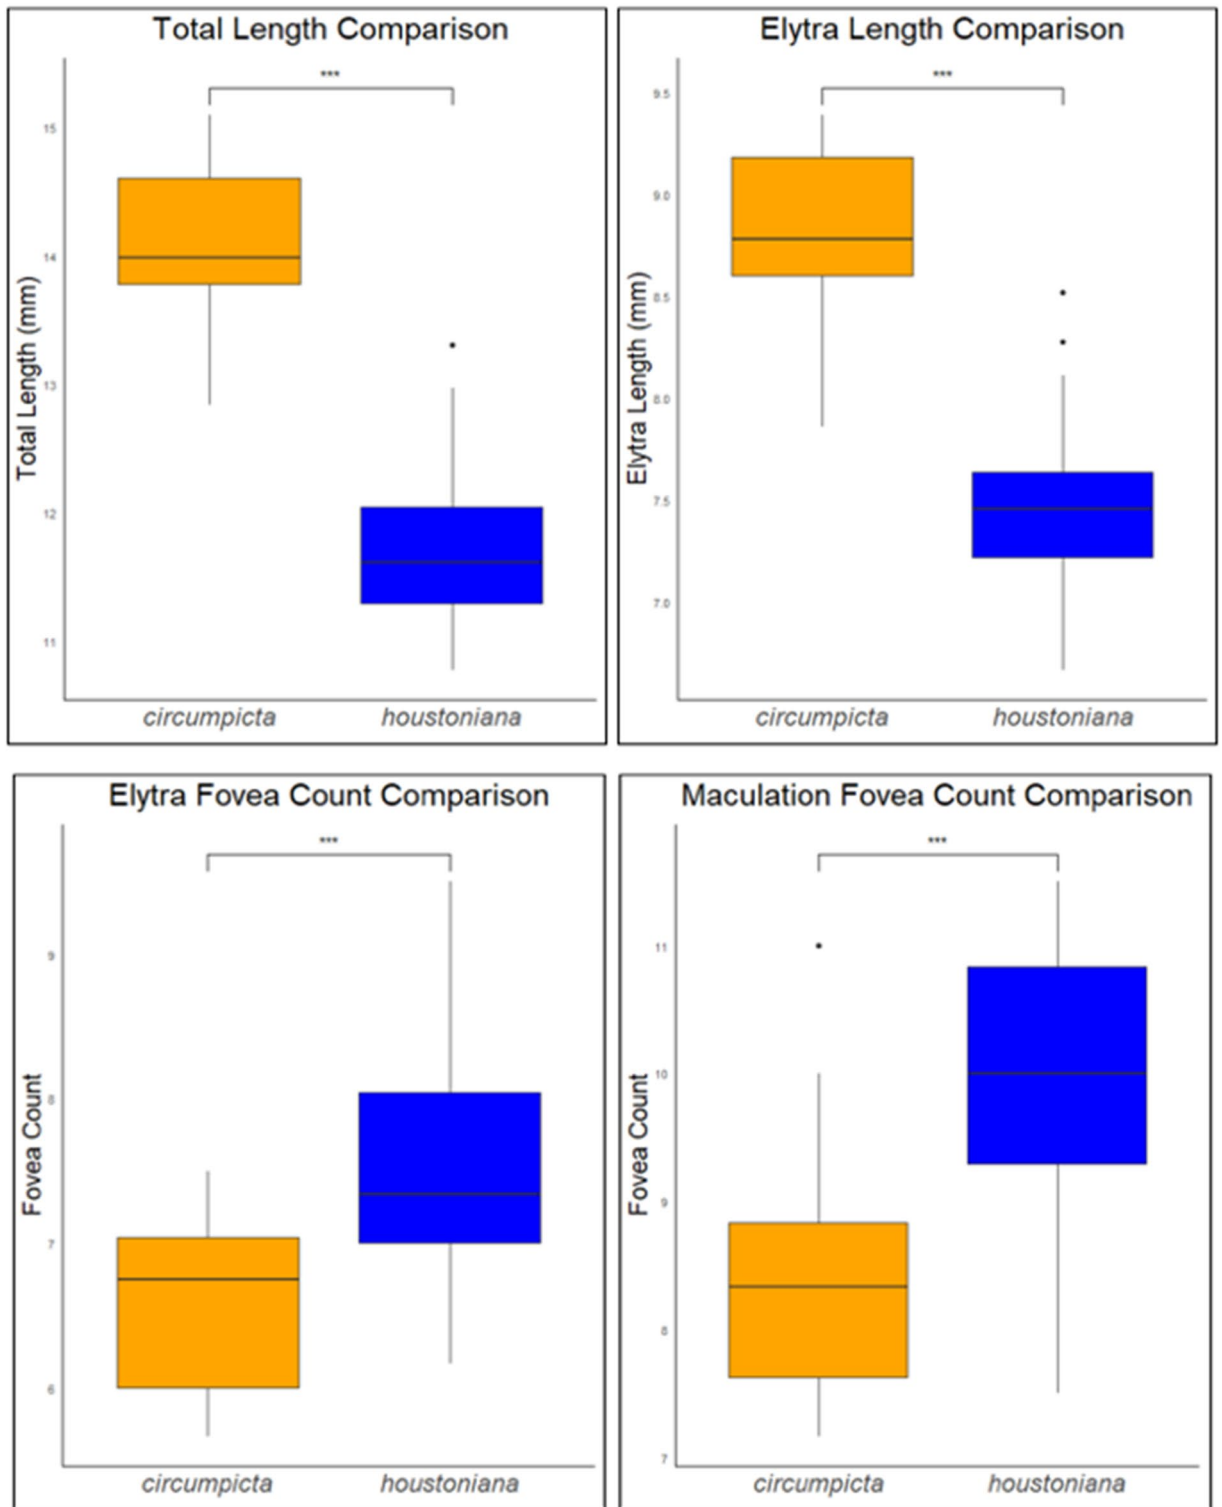 Total Length Comparison
***
15
14
13
12
11
Total Length (mm)
circumpicta houstoniana
Elytra Length Comparison
***
9.5
9.0
8.5
8.0
7.5
7.0
Elytra Length (mm)
circumpicta houstoniana
Elytra Fovea Count Comparison
***
9
8
7
6
Fovea Count
circumpicta houstoniana
Maculation Fovea Count Comparison
***
11
10
9
8
7
Fovea Count
circumpicta houstoniana